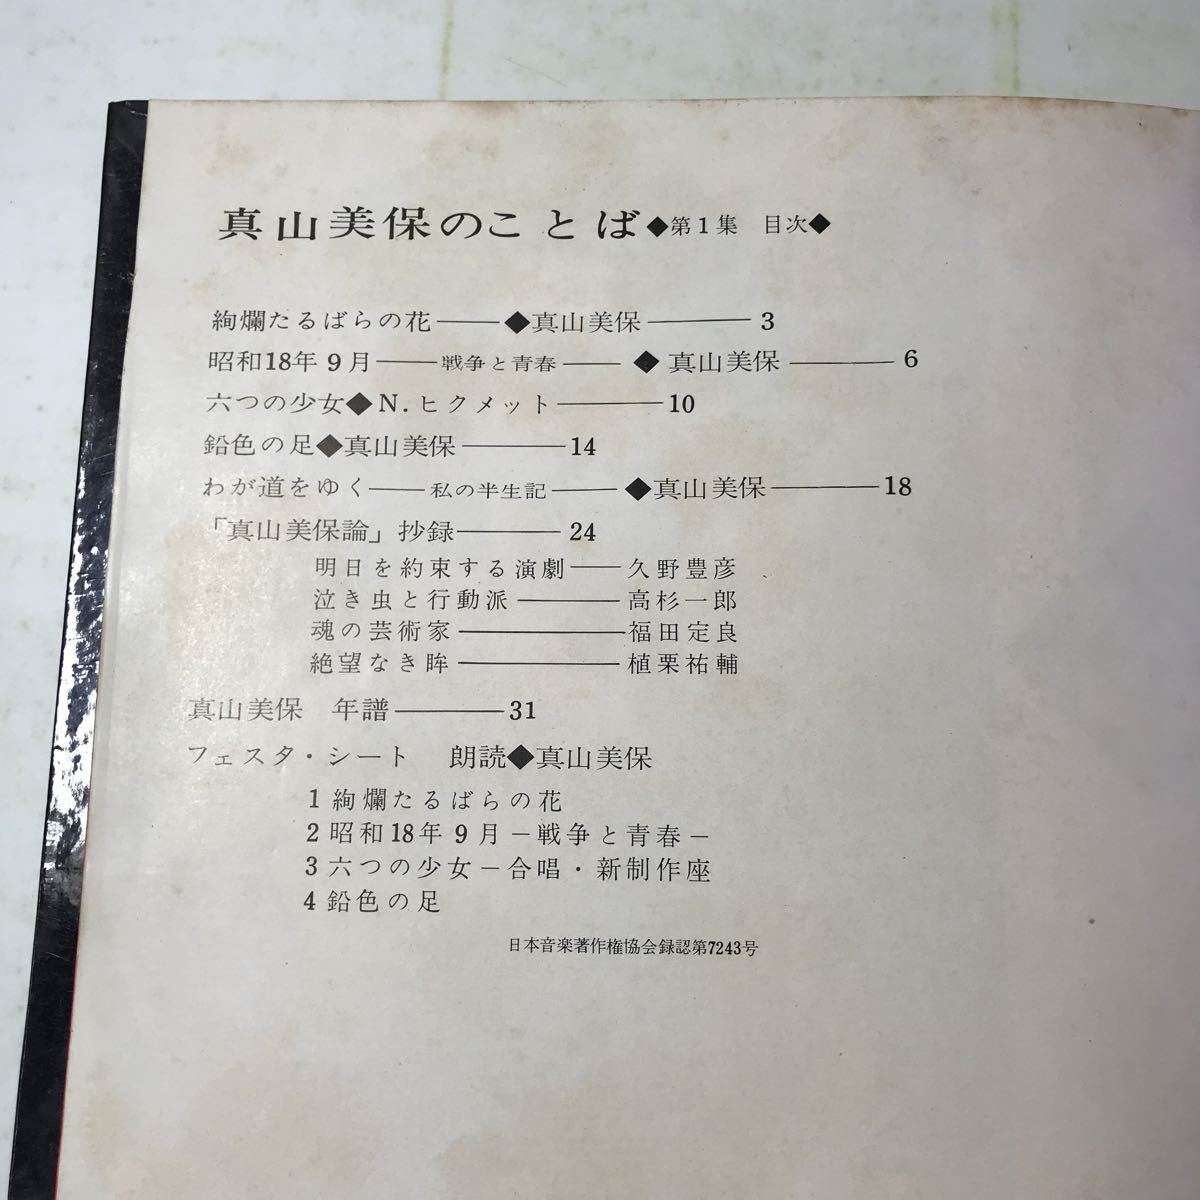 真山美保のことば◆第1集　目次◆
絢爛たるばらの花――◆真山美保―――3
昭和18年9月――戦争と青春――◆真山美保―――6
六つの少女◆N.ヒクメット―――10
鉛色の足◆真山美保―――14
わが道をゆく――私の半生記――◆真山美保―――18
「真山美保論」抄録―――24
明日を約束する演劇――久野豊彦
泣き虫と行動派―――高杉一郎
魂の芸術家―――福田定良
絶望なき眸―――植栗祐輔
真山美保　年譜―――31
フェスタ・シート　朗読◆真山美保
1 絢爛たるばらの花
2 昭和18年9月－戦争と青春－
3 六つの少女－合唱・新制作座
4 鉛色の足
日本音楽著作権協会録認第7243号